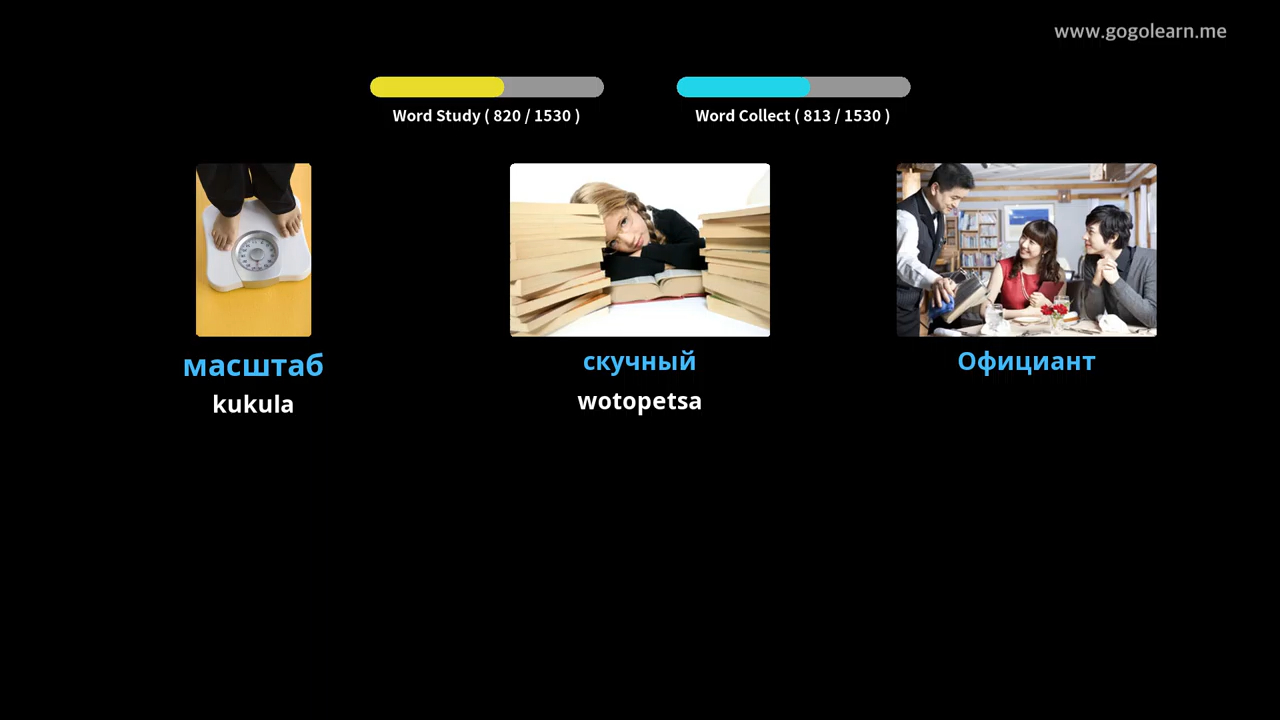 www.gogolearn.me
Word Study ( 820 / 1530 )
Word Collect ( 813 / 1530 )
масштаб
kukula
скучный
wotopetsa
Официант